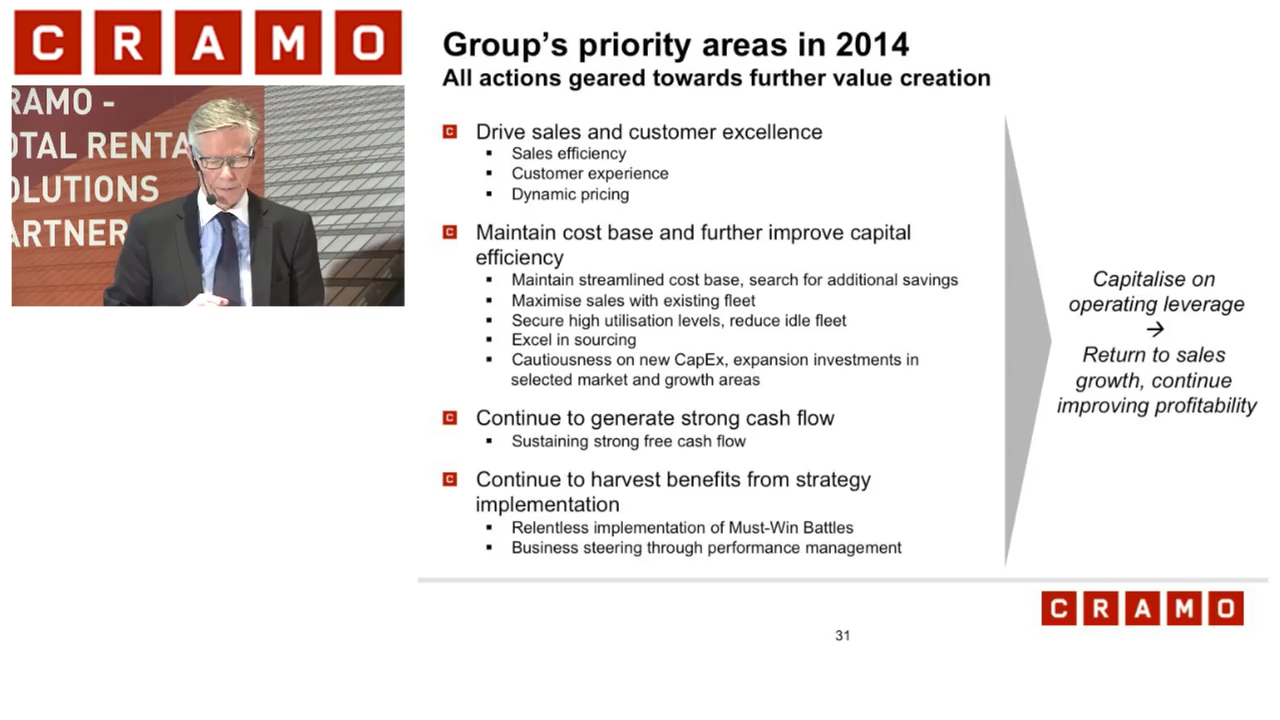 CRAMO
RAMO -
OTAL RENTA
OLUTIONS
ARTNER
Group's priority areas in 2014
All actions geared towards further value creation
Drive sales and customer excellence
Sales efficiency
Customer experience
Dynamic pricing
Maintain cost base and further improve capital
efficiency
Maintain streamlined cost base, search for additional savings
Maximise sales with existing fleet
Secure high utilisation levels, reduce idle fleet
Excel in sourcing
Cautiousness on new CapEx, expansion investments in
selected market and growth areas
Continue to generate strong cash flow
Sustaining strong free cash flow
Continue to harvest benefits from strategy
implementation
Relentless implementation of Must-Win Battles
Business steering through performance management
Capitalise on
operating leverage
→
Return to sales
growth, continue
improving profitability
CRAMO
31